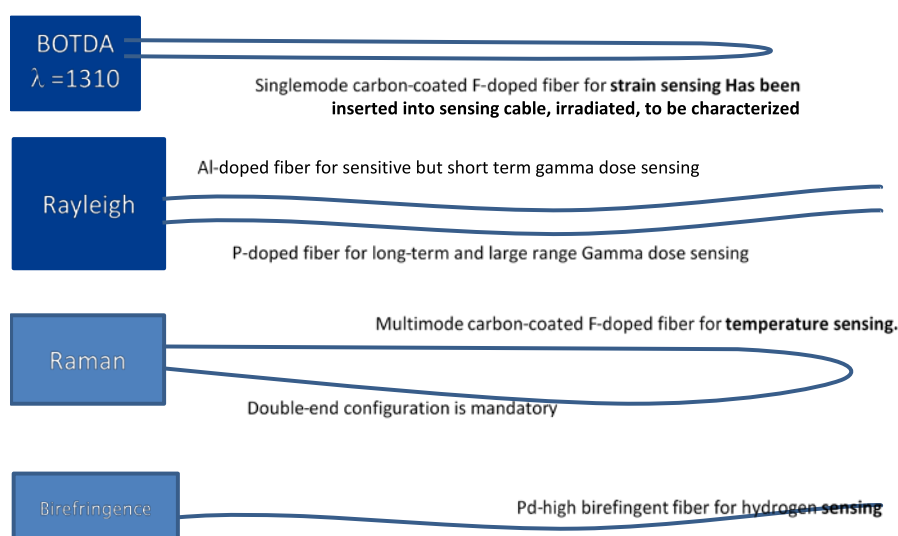 BOTDA
λ =1310
Singlemode carbon-coated F-doped fiber for strain sensing Has been
inserted into sensing cable, irradiated, to be characterized
Al-doped fiber for sensitive but short term gamma dose sensing
Rayleigh
P-doped fiber for long-term and large range Gamma dose sensing
Multimode carbon-coated F-doped fiber for temperature sensing.
Raman
Double-end configuration is mandatory
Birefringence
Pd-high birefingent fiber for hydrogen sensing